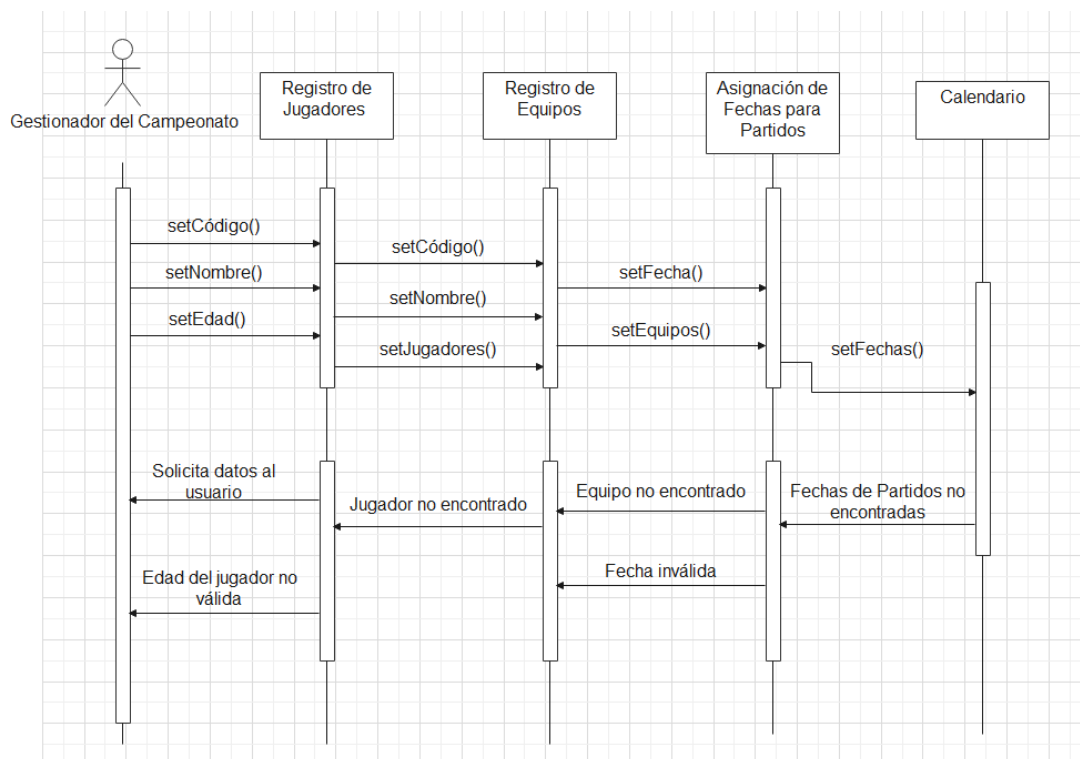 Gestionador del Campeonato
Registro de
Jugadores
Registro de
Equipos
Asignación de
Fechas para
Partidos
Calendario
setCódigo()
setNombre()
setEdad()
setCódigo()
setNombre()
setJugadores()
setFecha()
setEquipos()
setFechas()
Solicita datos al
usuario
Jugador no encontrado
Equipo no encontrado
Fechas de Partidos no
encontradas
Edad del jugador no
válida
Fecha inválida